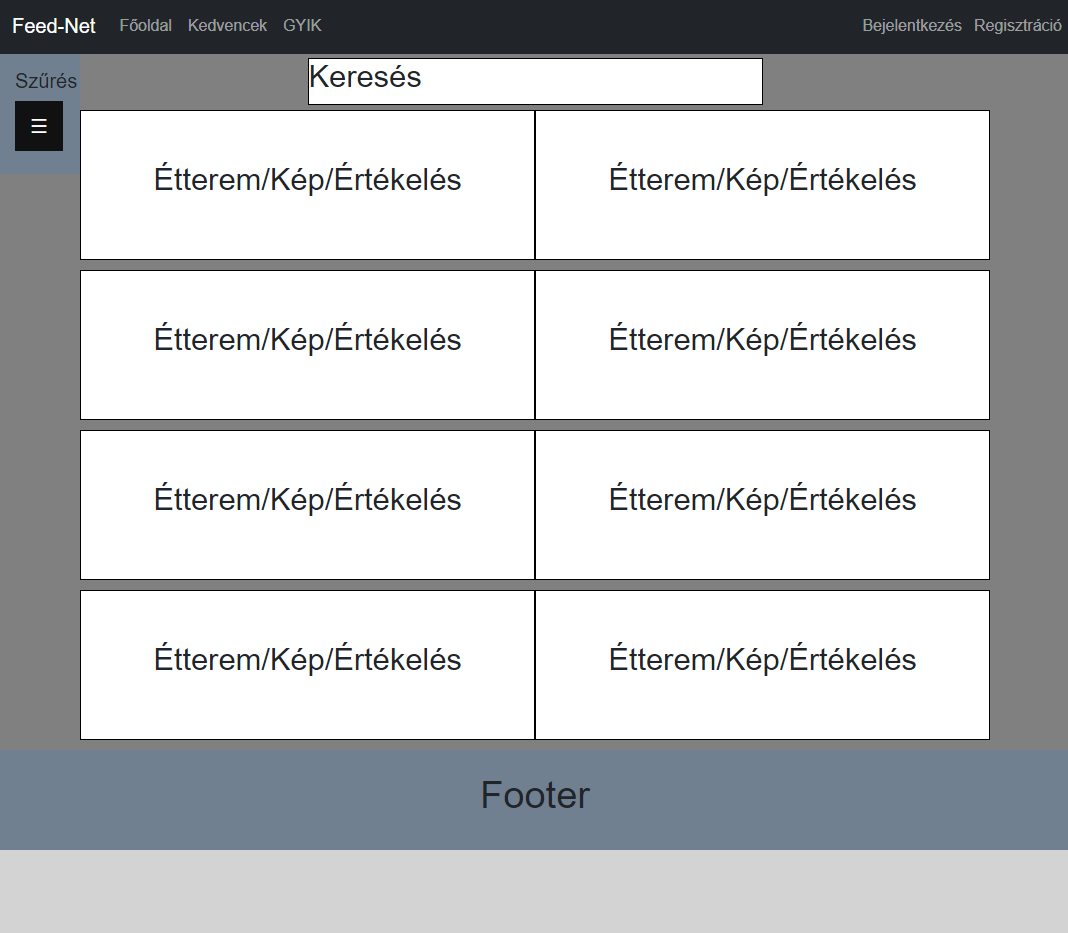 Feed-Net Főoldal Kedvencek GYIK Bejelentkezés Regisztráció
Szűrés
Keresés
☰
Étterem/Kép/Értékelés Étterem/Kép/Értékelés
Étterem/Kép/Értékelés Étterem/Kép/Értékelés
Étterem/Kép/Értékelés Étterem/Kép/Értékelés
Étterem/Kép/Értékelés Étterem/Kép/Értékelés
Footer